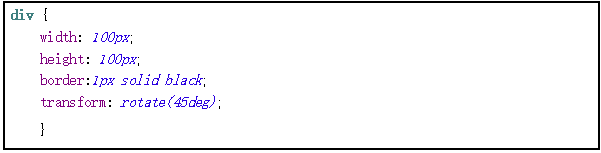 div {
width: 100px;
height: 100px;
border:1px solid black;
transform: rotate(45deg);
}